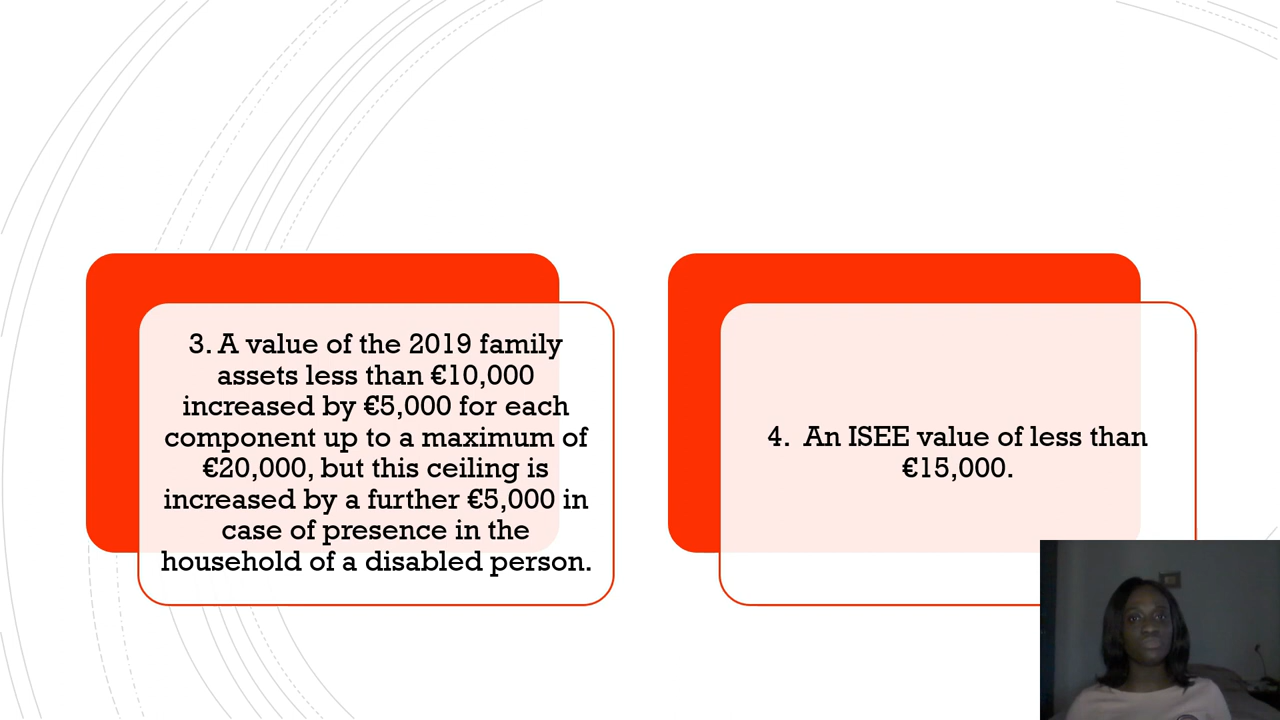 3. A value of the 2019 family
assets less than €10,000
increased by €5,000 for each
component up to a maximum of
€20,000, but this ceiling is
increased by a further €5,000 in
case of presence in the
household of a disabled person.
4. An ISEE value of less than
€15,000.